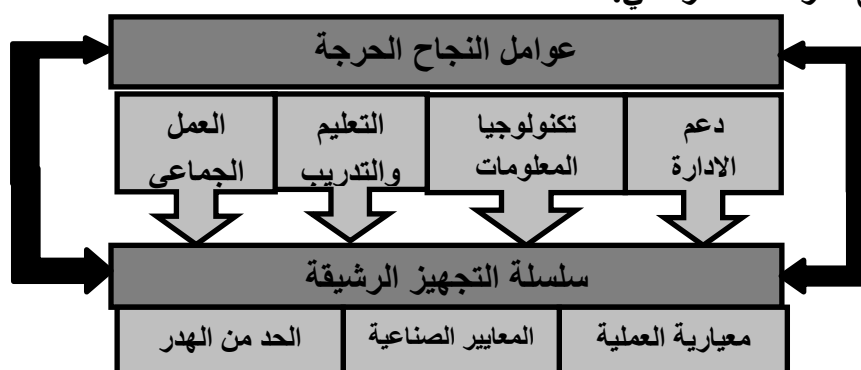 عوامل النجاح الحرجة
دعم
الادارة
تكنولوجيا
المعلومات
التعليم
والتدريب
العمل
الجماعي
سلسلة التجهيز الرشيقة
معيارية العملية
المعايير الصناعية
الحد من الهدر